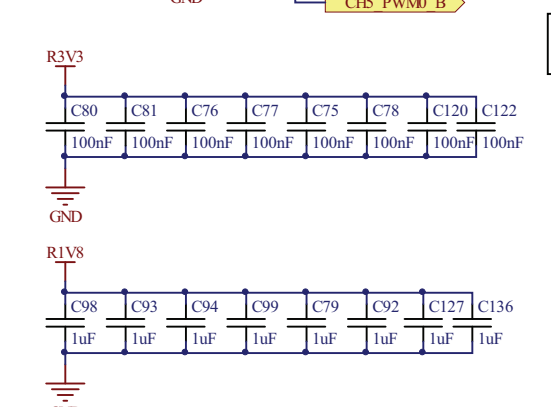 GND
CH5_PWM0_B
R3V3
C80 C81 C76 C77 C75 C78 C120 C122
100nF 100nF 100nF 100nF 100nF 100nF 100nF 100nF
GND
R1V8
C98 C93 C94 C99 C79 C92 C127 C136
1uF 1uF 1uF 1uF 1uF 1uF 1uF 1uF